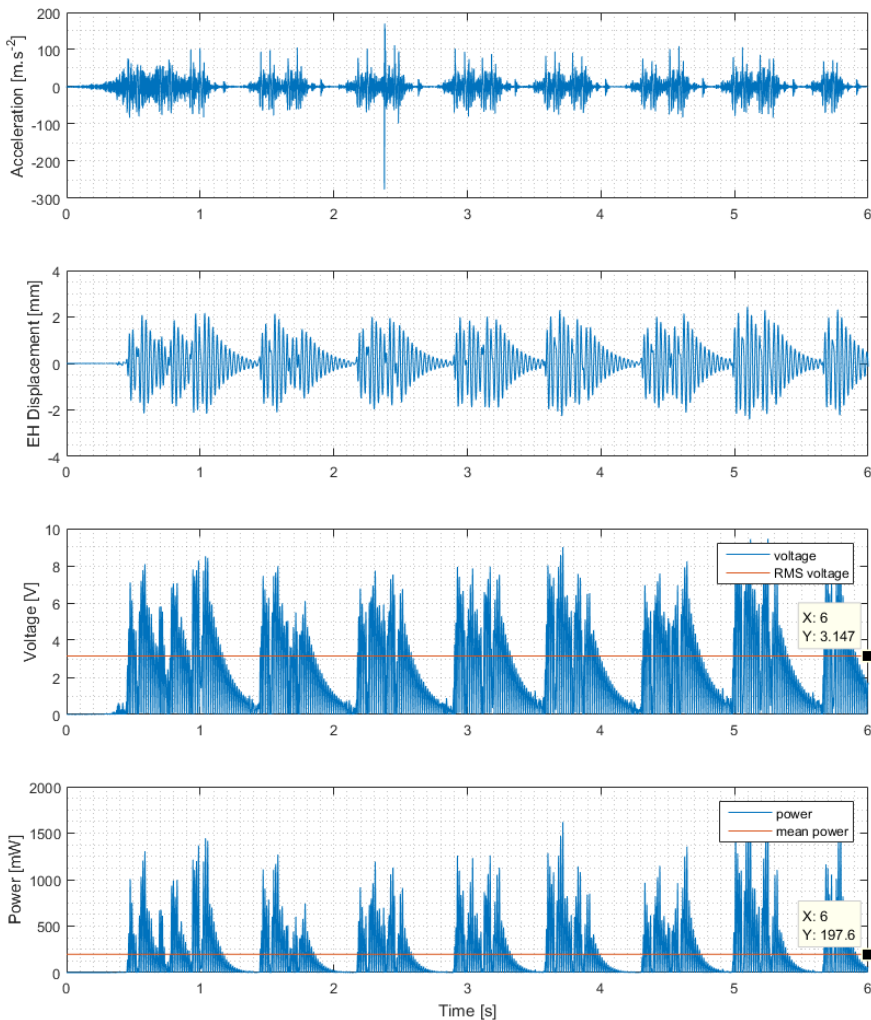 200
100
0
-100
-200
-300
Acceleration [m.s-2]
0 1 2 3 4 5 6
4
2
0
-2
-4
EH Displacement [mm]
0 1 2 3 4 5 6
10
8
6
4
2
0
Voltage [V]
voltage
RMS voltage
X: 6
Y: 3.147
0 1 2 3 4 5 6
2000
1500
1000
500
0
Power [mW]
power
mean power
X: 6
Y: 197.6
0 1 2 3 4 5 6
Time [s]